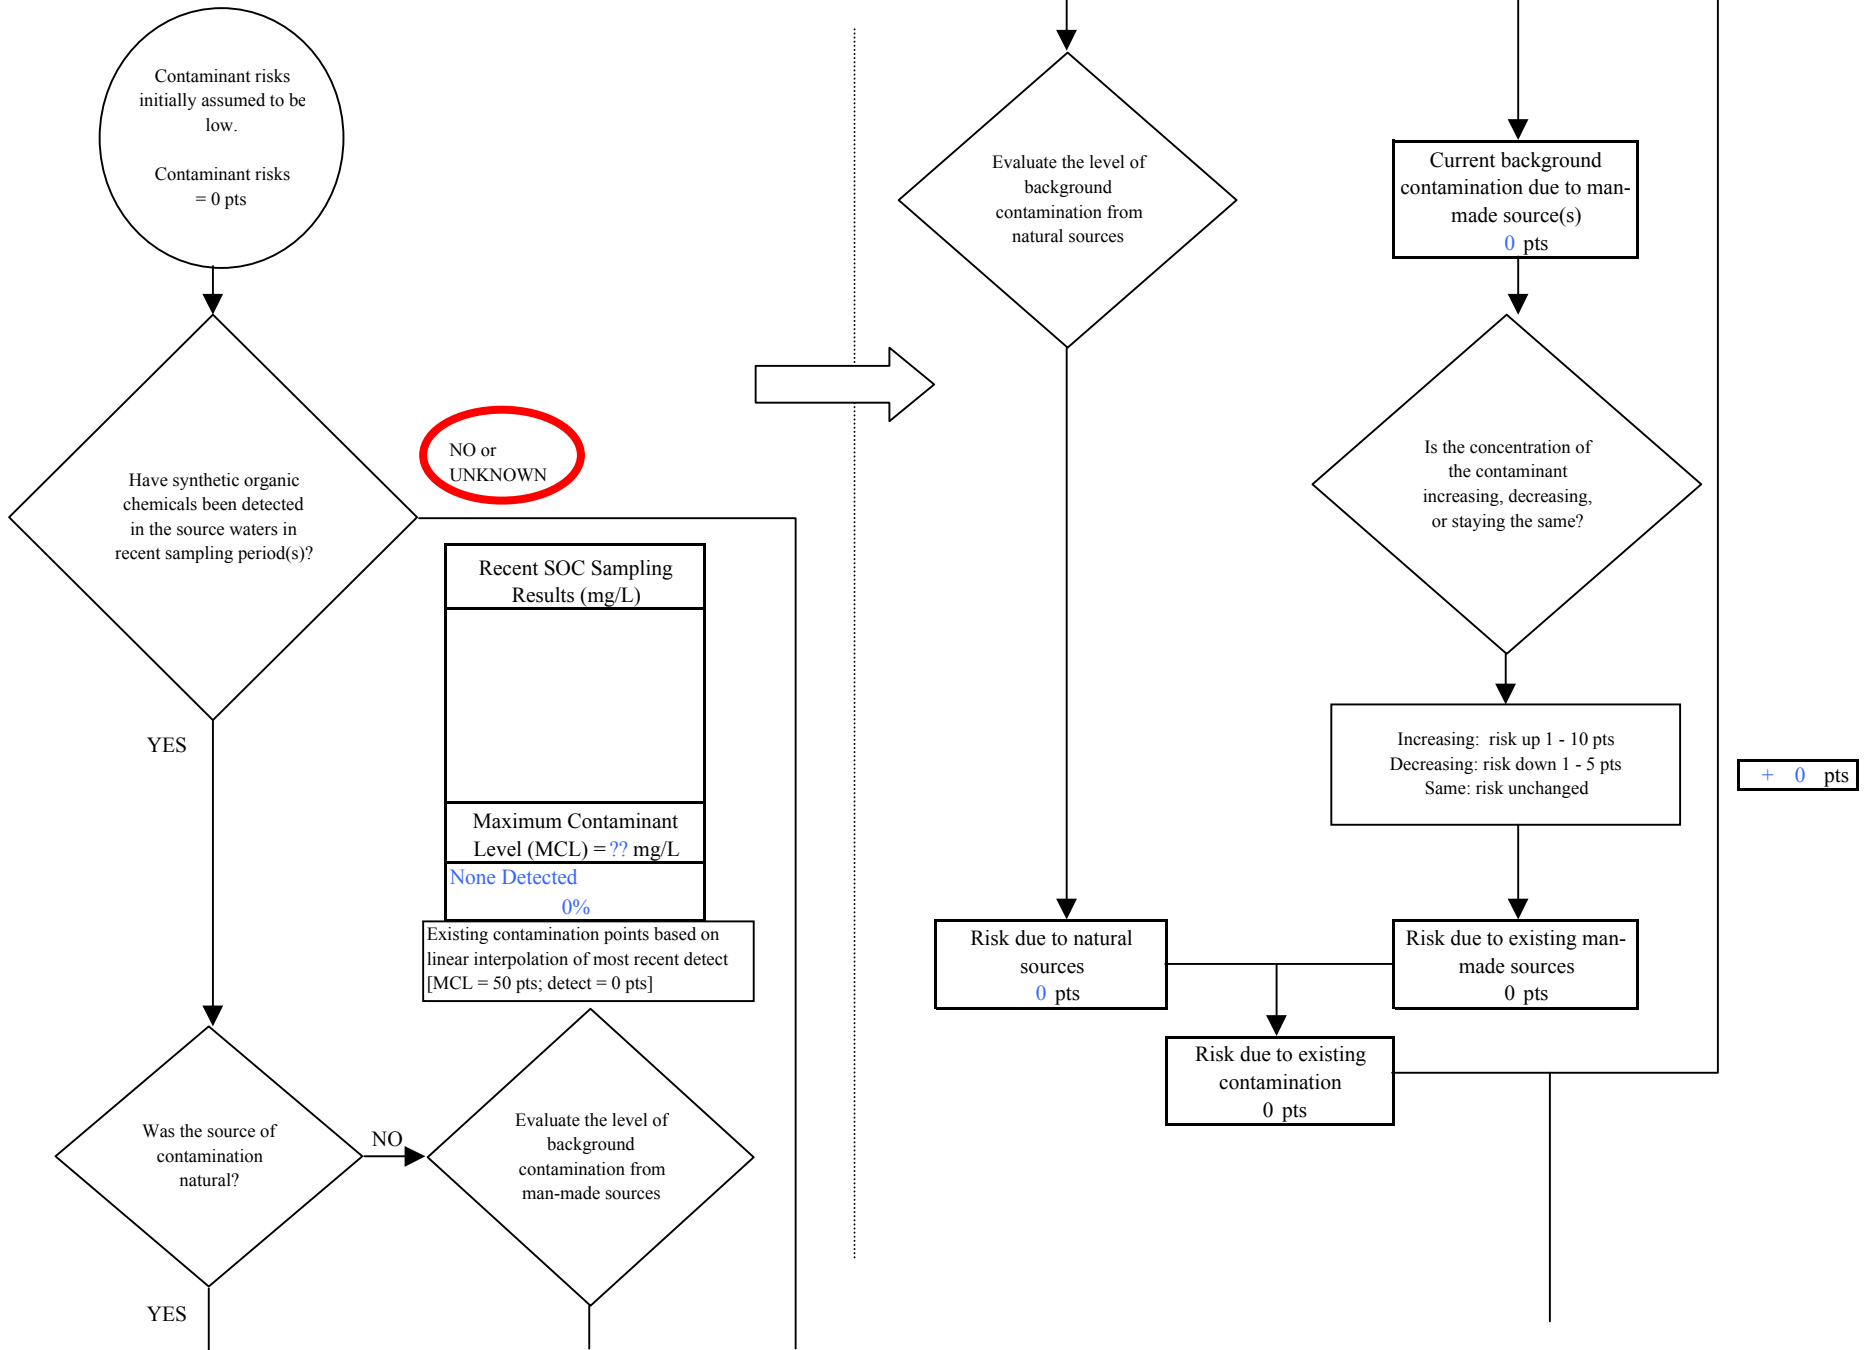 Contaminant risks
initially assumed to be
low.
Contaminant risks
= 0 pts
Have synthetic organic
chemicals been detected
in the source waters in
recent sampling period(s)?
NO or
UNKNOWN
YES
Recent SOC Sampling
Results (mg/L)
Maximum Contaminant
Level (MCL) = ?? mg/L
None Detected
0%
Existing contamination points based on
linear interpolation of most recent detect
[MCL = 50 pts; detect = 0 pts]
Was the source of
contamination
natural?
NO
YES
Evaluate the level of
background
contamination from
man-made sources
Evaluate the level of
background
contamination from
natural sources
Current background
contamination due to man-
made source(s)
0 pts
Is the concentration of
the contaminant
increasing, decreasing,
or staying the same?
Increasing: risk up 1 - 10 pts
Decreasing: risk down 1 - 5 pts
Same: risk unchanged
+ 0 pts
Risk due to natural
sources
0 pts
Risk due to existing man-
made sources
0 pts
Risk due to existing
contamination
0 pts